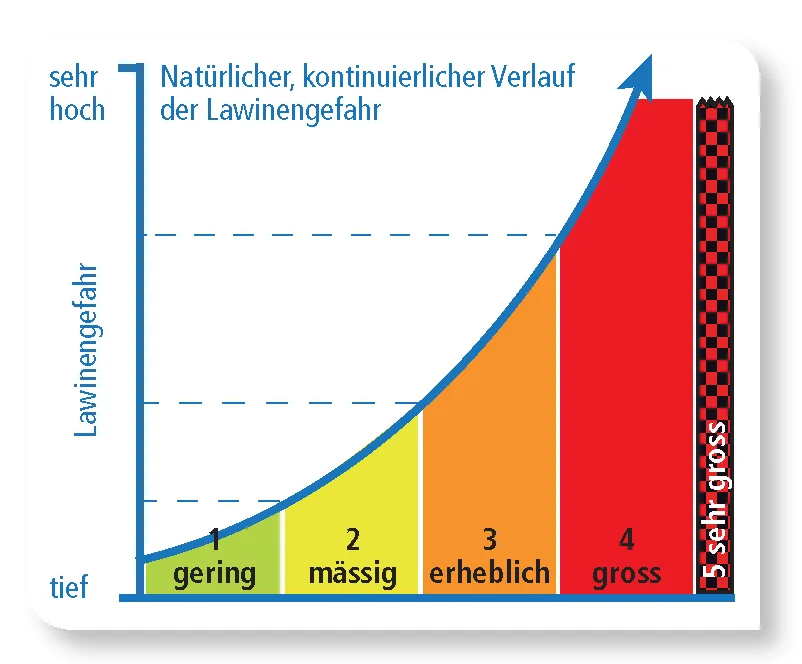 sehr
hoch
Natürlicher, kontinuierlicher Verlauf
der Lawinengefahr
Lawinengefahr
tief
1
gering
2
mässig
3
erheblich
4
gross
5 sehr gross